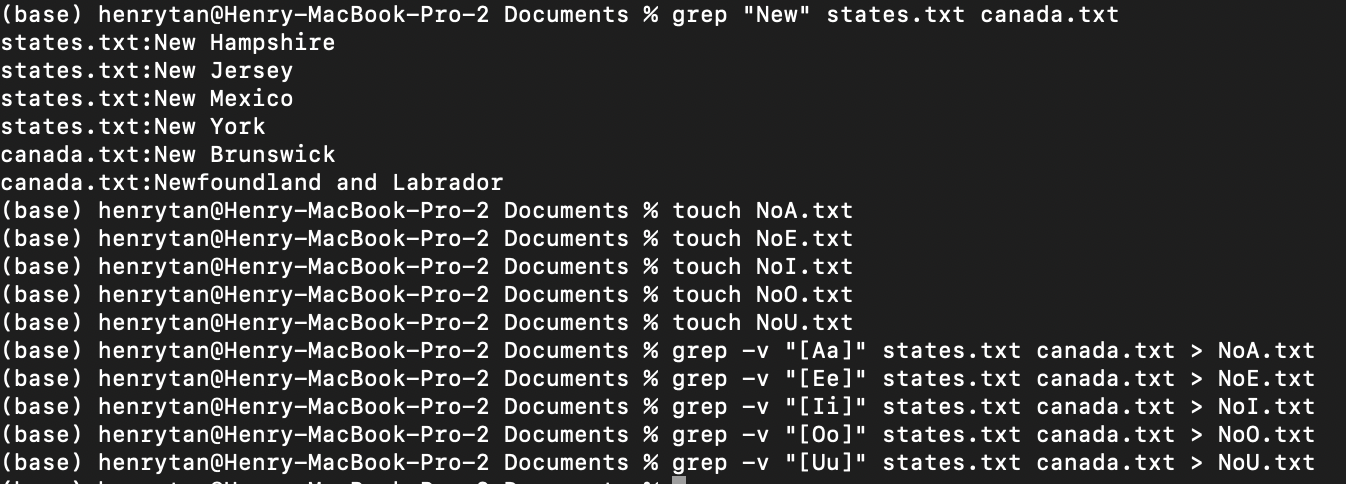 (base) henrytan@Henry-MacBook-Pro-2 Documents % grep "New" states.txt canada.txt
states.txt:New Hampshire
states.txt:New Jersey
states.txt:New Mexico
states.txt:New York
canada.txt:New Brunswick
canada.txt:Newfoundland and Labrador
(base) henrytan@Henry-MacBook-Pro-2 Documents % touch NoA.txt
(base) henrytan@Henry-MacBook-Pro-2 Documents % touch NoE.txt
(base) henrytan@Henry-MacBook-Pro-2 Documents % touch NoI.txt
(base) henrytan@Henry-MacBook-Pro-2 Documents % touch NoO.txt
(base) henrytan@Henry-MacBook-Pro-2 Documents % touch NoU.txt
(base) henrytan@Henry-MacBook-Pro-2 Documents % grep -v "[Aa]" states.txt canada.txt > NoA.txt
(base) henrytan@Henry-MacBook-Pro-2 Documents % grep -v "[Ee]" states.txt canada.txt > NoE.txt
(base) henrytan@Henry-MacBook-Pro-2 Documents % grep -v "[Ii]" states.txt canada.txt > NoI.txt
(base) henrytan@Henry-MacBook-Pro-2 Documents % grep -v "[Oo]" states.txt canada.txt > NoO.txt
(base) henrytan@Henry-MacBook-Pro-2 Documents % grep -v "[Uu]" states.txt canada.txt > NoU.txt
(base) henrytan@Henry-MacBook-Pro-2 Documents %